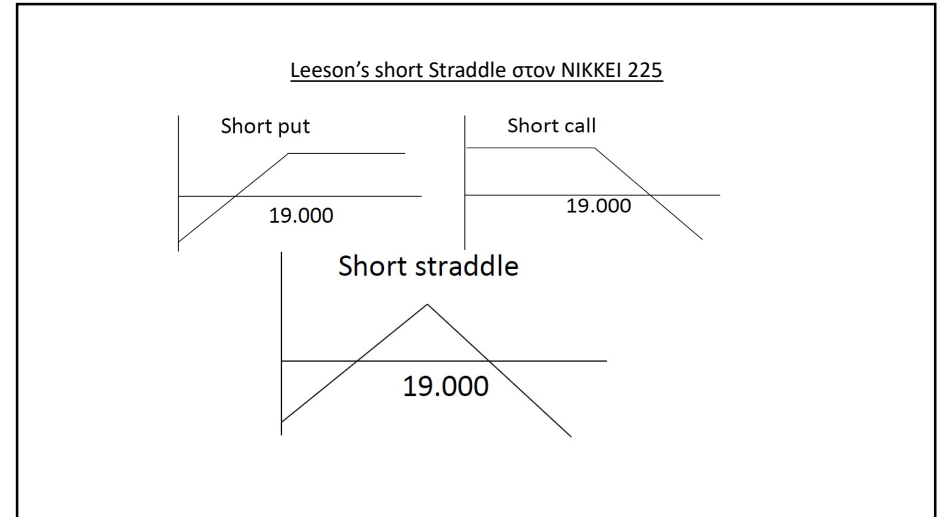 Leeson's short Straddle στον NIKKEI 225
Short put
Short call
19.000
19.000
Short straddle
19.000